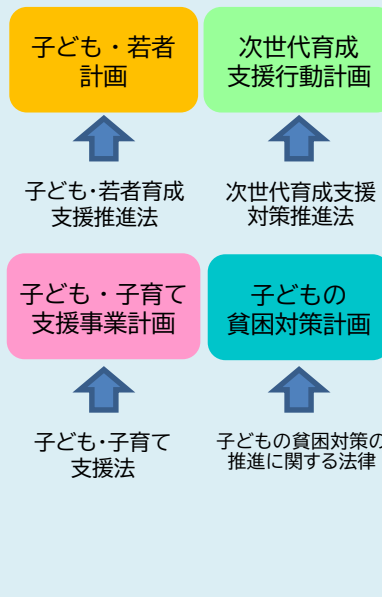 子ども・若者
計画
次世代育成
支援行動計画
子ども・若者育成
支援推進法
次世代育成支援
対策推進法
子ども・子育て
支援事業計画
子どもの
貧困対策計画
子ども・子育て
支援法
子どもの貧困対策の
推進に関する法律